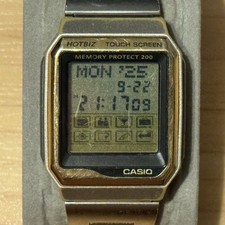 HOTBIZ TOUCH SCREEN
MEMORY PROTECT 200
MON '25
9-22
21:17 09
CASIO